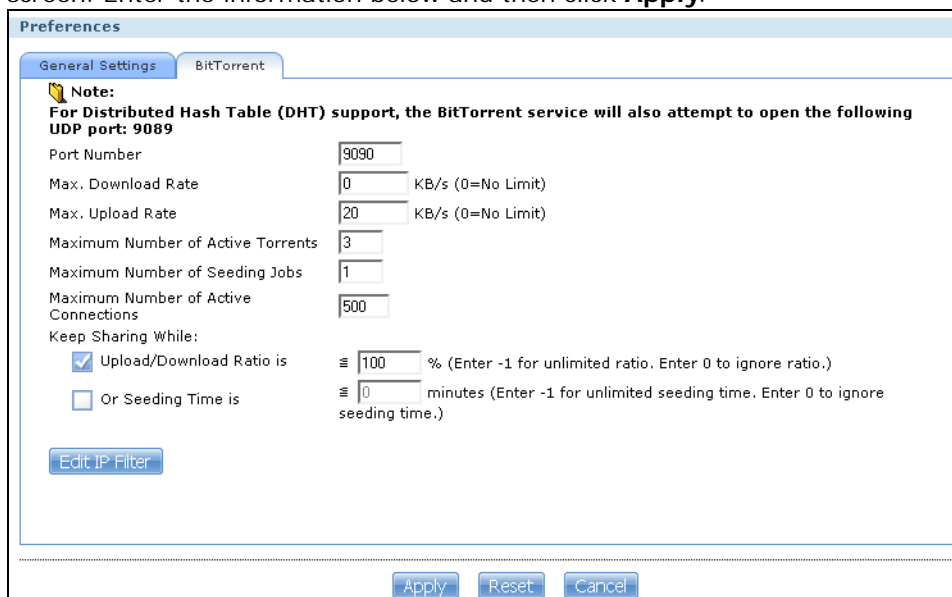 screen. Enter the information below and then click Apply.
Preferences
General Settings
BitTorrent
Note:
For Distributed Hash Table (DHT) support, the BitTorrent service will also attempt to open the following
UDP port: 9089
Port Number 9090
Max. Download Rate 0 KB/s (0=No Limit)
Max. Upload Rate 20 KB/s (0=No Limit)
Maximum Number of Active Torrents 3
Maximum Number of Seeding Jobs 1
Maximum Number of Active
Connections 500
Keep Sharing While:
Upload/Download Ratio is ≦ 100 % (Enter -1 for unlimited ratio. Enter 0 to ignore ratio.)
Or Seeding Time is ≦ 0 minutes (Enter -1 for unlimited seeding time. Enter 0 to ignore
seeding time.)
Edit IP Filter
Apply Reset Cancel